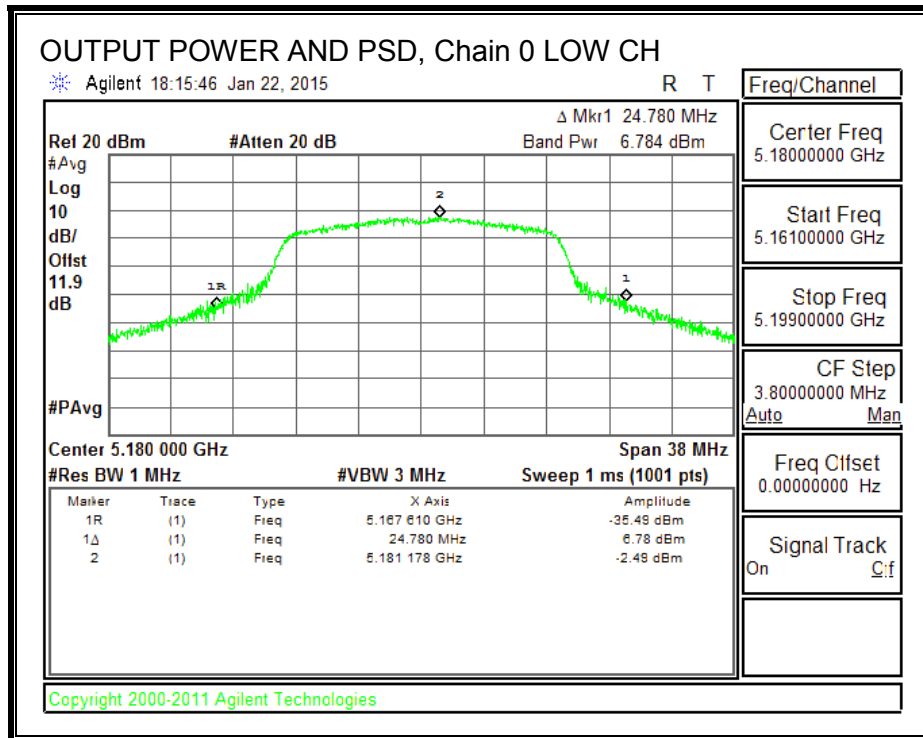 OUTPUT POWER AND PSD, Chain 0 LOW CH
Agilent 18:15:46 Jan 22, 2015 R T
Δ Mkr1 24.780 MHz
Ref 20 dBm #Atten 20 dB Band Pwr 6.784 dBm
#Avg
Log
10
dB/
Offst
11.9
dB
#PAvg
2
1R
1
Center 5.180 000 GHz Span 38 MHz
#Res BW 1 MHz #VBW 3 MHz Sweep 1 ms (1001 pts)
Marker Trace Type X Axis Amplitude
1R (1) Freq 5.167 610 GHz -35.49 dBm
1Δ (1) Freq 24.780 MHz 6.78 dBm
2 (1) Freq 5.181 178 GHz -2.49 dBm
Copyright 2000-2011 Agilent Technologies
Freq/Channel
Center Freq
5.18000000 GHz
Start Freq
5.16100000 GHz
Stop Freq
5.19900000 GHz
CF Step
3.80000000 MHz
Auto Man
Freq Offset
0.00000000 Hz
Signal Track
On Off